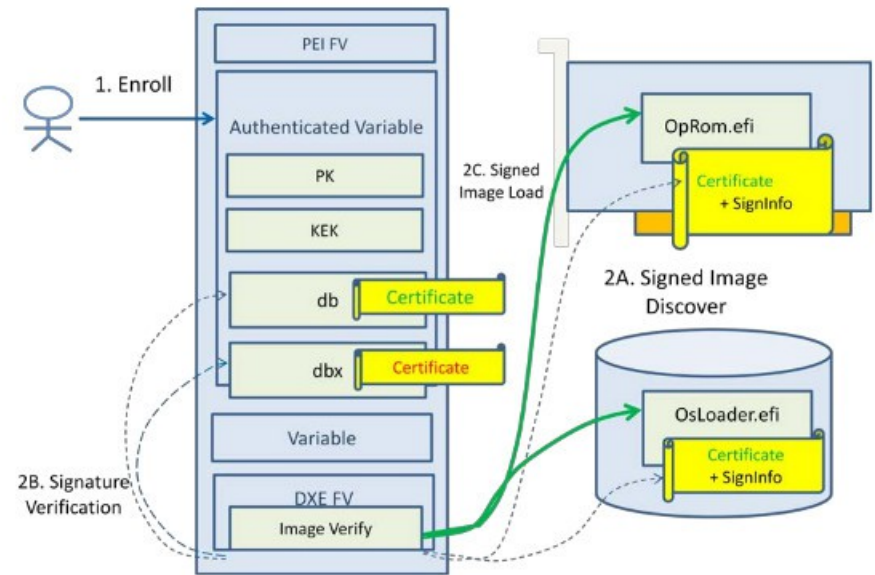 PEI FV
1. Enroll
Authenticated Variable
PK
KEK
db
Certificate
dbx
Certificate
Variable
DXE FV
Image Verify
2B. Signature
Verification
2C. Signed
Image Load
OpRom.efi
Certificate
+ SignInfo
2A. Signed Image
Discover
OsLoader.efi
Certificate
+ SignInfo